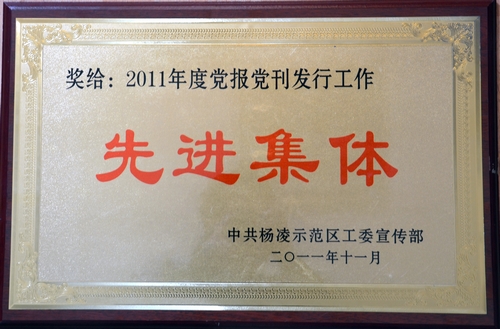 奖给：2011年度党报党刊发行工作
先进集体
中共杨凌示范区工委宣传部
二〇一一年十一月